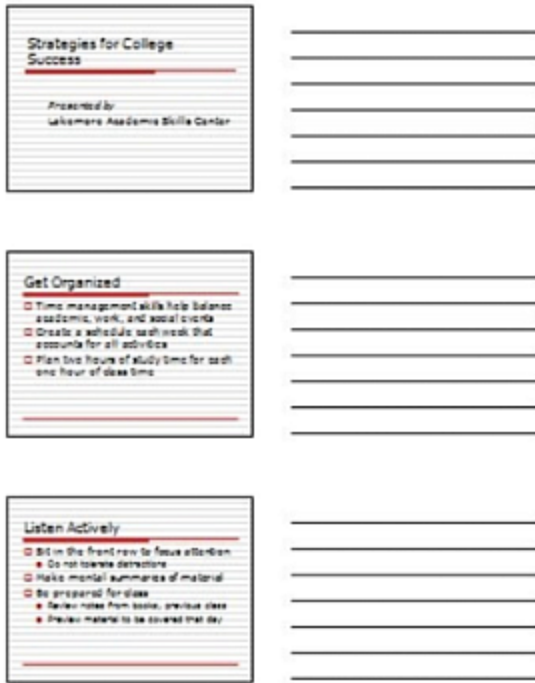 Strategies for College
Success
Presented by
Lakemore Academic Skills Center
Get Organized
Time management skills help balance
academic, work, and social events
Create a schedule each week that
accounts for all activities
Plan two hours of study time for each
one hour of class time
Listen Actively
Sit in the front row to focus attention
Do not tolerate distractions
Make mental summaries of material
Be prepared for class
Review notes from books, previous class
Preview material to be covered that day